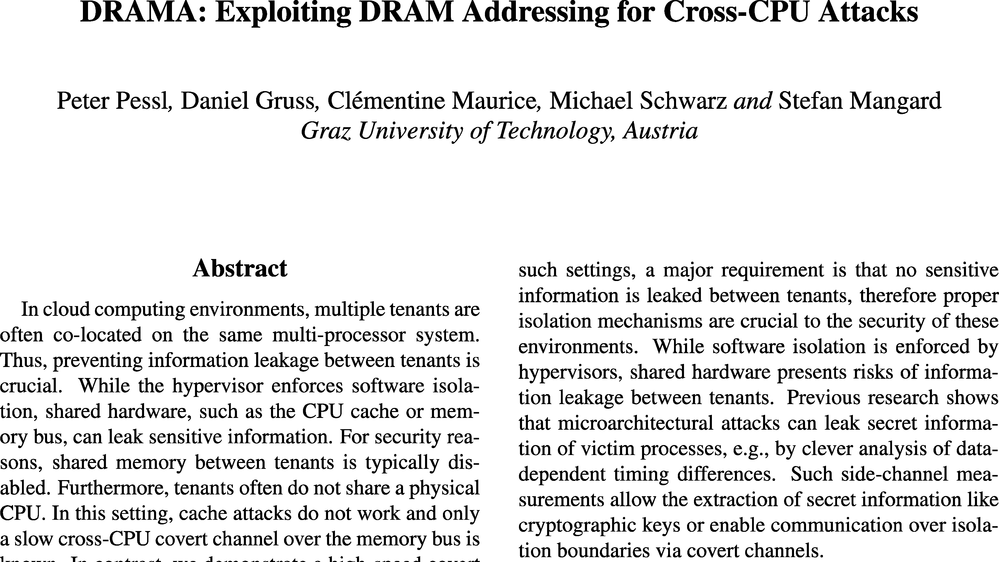 DRAMA: Exploiting DRAM Addressing for Cross-CPU Attacks
Peter Pessl, Daniel Gruss, Clémentine Maurice, Michael Schwarz and Stefan Mangard
Graz University of Technology, Austria
Abstract
In cloud computing environments, multiple tenants are
often co-located on the same multi-processor system.
Thus, preventing information leakage between tenants is
crucial. While the hypervisor enforces software isola-
tion, shared hardware, such as the CPU cache or mem-
ory bus, can leak sensitive information. For security rea-
sons, shared memory between tenants is typically dis-
abled. Furthermore, tenants often do not share a physical
CPU. In this setting, cache attacks do not work and only
a slow cross-CPU covert channel over the memory bus is
known. In contrast, we demonstrate a high-speed covert
such settings, a major requirement is that no sensitive
information is leaked between tenants, therefore proper
isolation mechanisms are crucial to the security of these
environments. While software isolation is enforced by
hypervisors, shared hardware presents risks of informa-
tion leakage between tenants. Previous research shows
that microarchitectural attacks can leak secret informa-
tion of victim processes, e.g., by clever analysis of data-
dependent timing differences. Such side-channel mea-
surements allow the extraction of secret information like
cryptographic keys or enable communication over isola-
tion boundaries via covert channels.